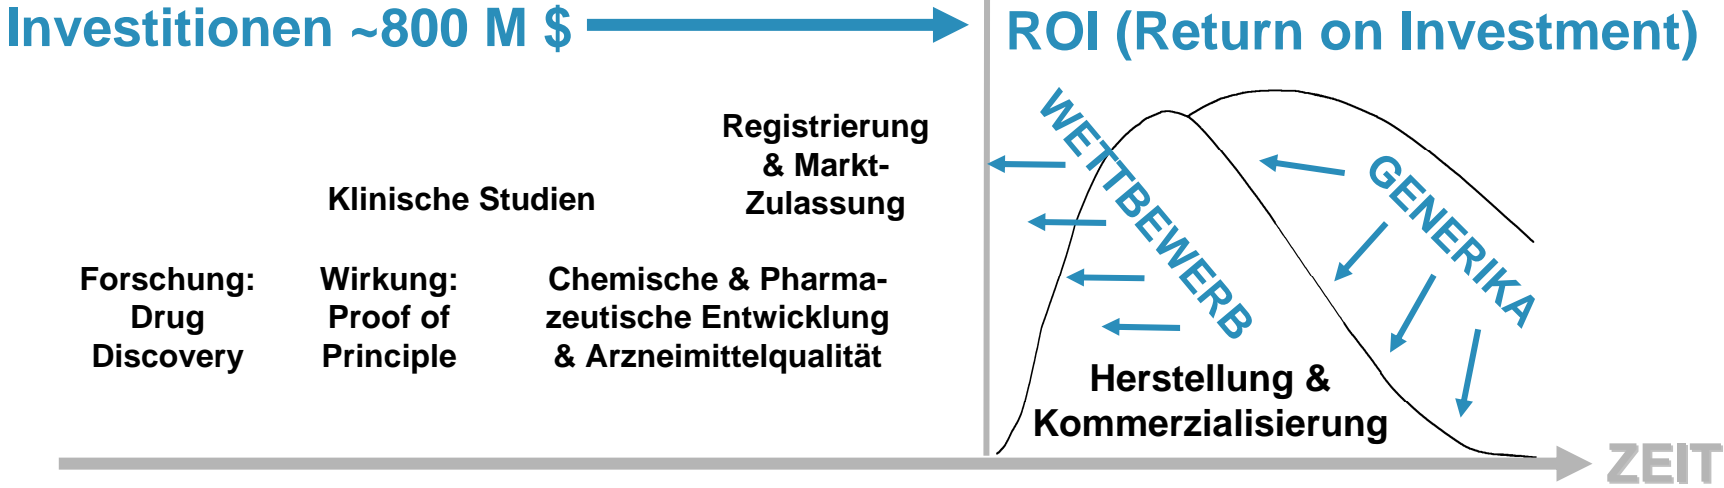 Investitionen ~800 M $
ROI (Return on Investment)
Registrierung
& Markt-
Zulassung
Klinische Studien
Forschung:
Drug
Discovery
Wirkung:
Proof of
Principle
Chemische & Pharma-
zeutische Entwicklung
& Arzneimittelqualität
WETTBEWERB
GENERIKA
Herstellung &
Kommerzialisierung
ZEIT